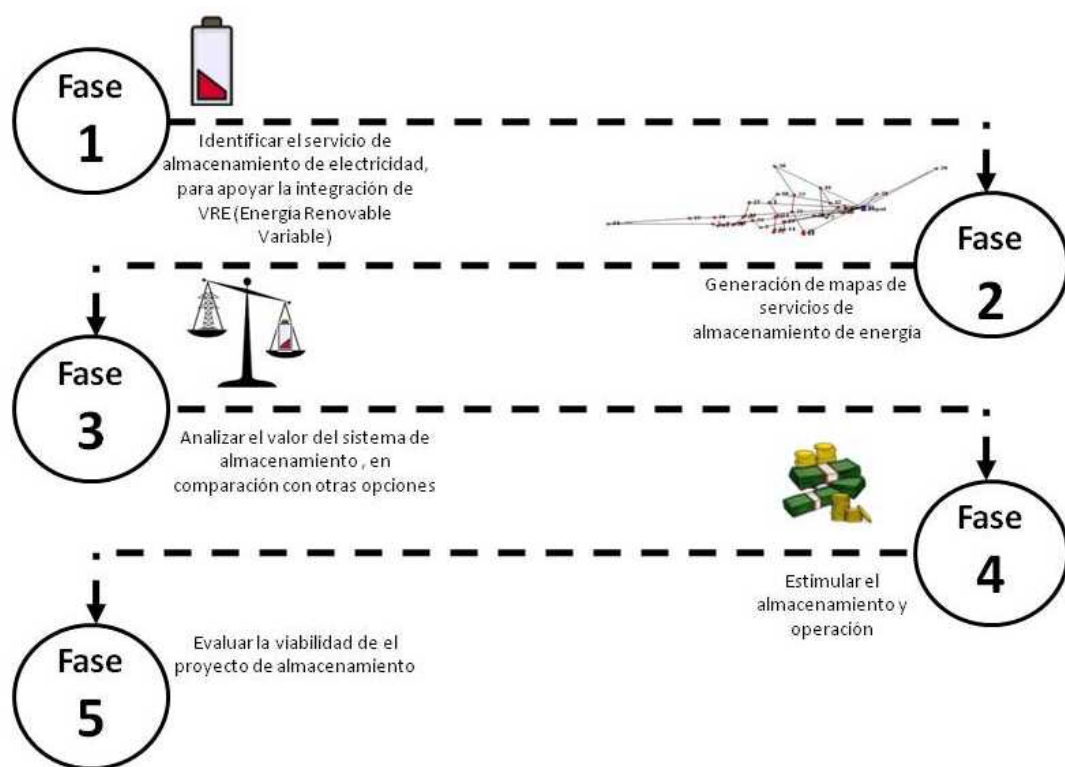 Fase
1
Identificar el servicio de
almacenamiento de electricidad,
para apoyar la integración de
VRE (Energía Renovable
Variable)
Fase
2
Generación de mapas de
servicios de
almacenamiento de energía
Fase
3
Analizar el valor del sistema de
almacenamiento , en
comparación con otras opciones
Fase
4
Estimular el
almacenamiento y
operación
Fase
5
Evaluar la viabilidad de el
proyecto de almacenamiento